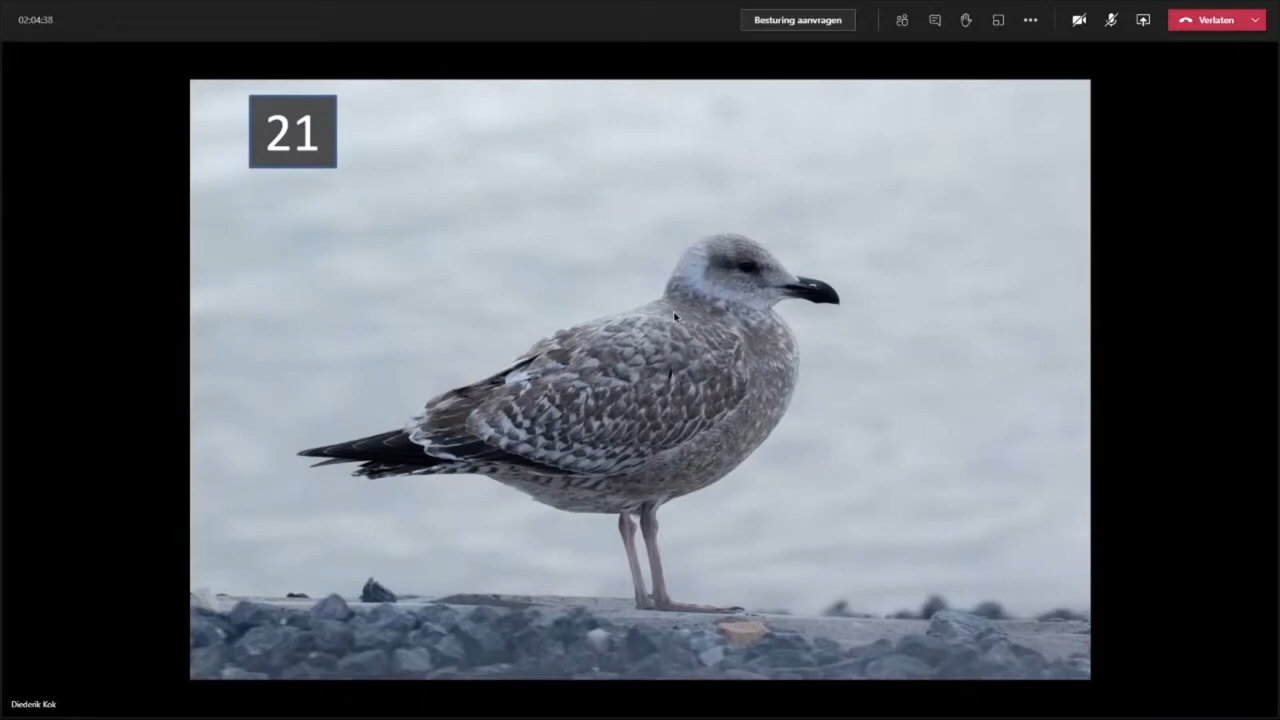 02:04:38
Besturing aanvragen
Verlaten
21
Diederik Kok